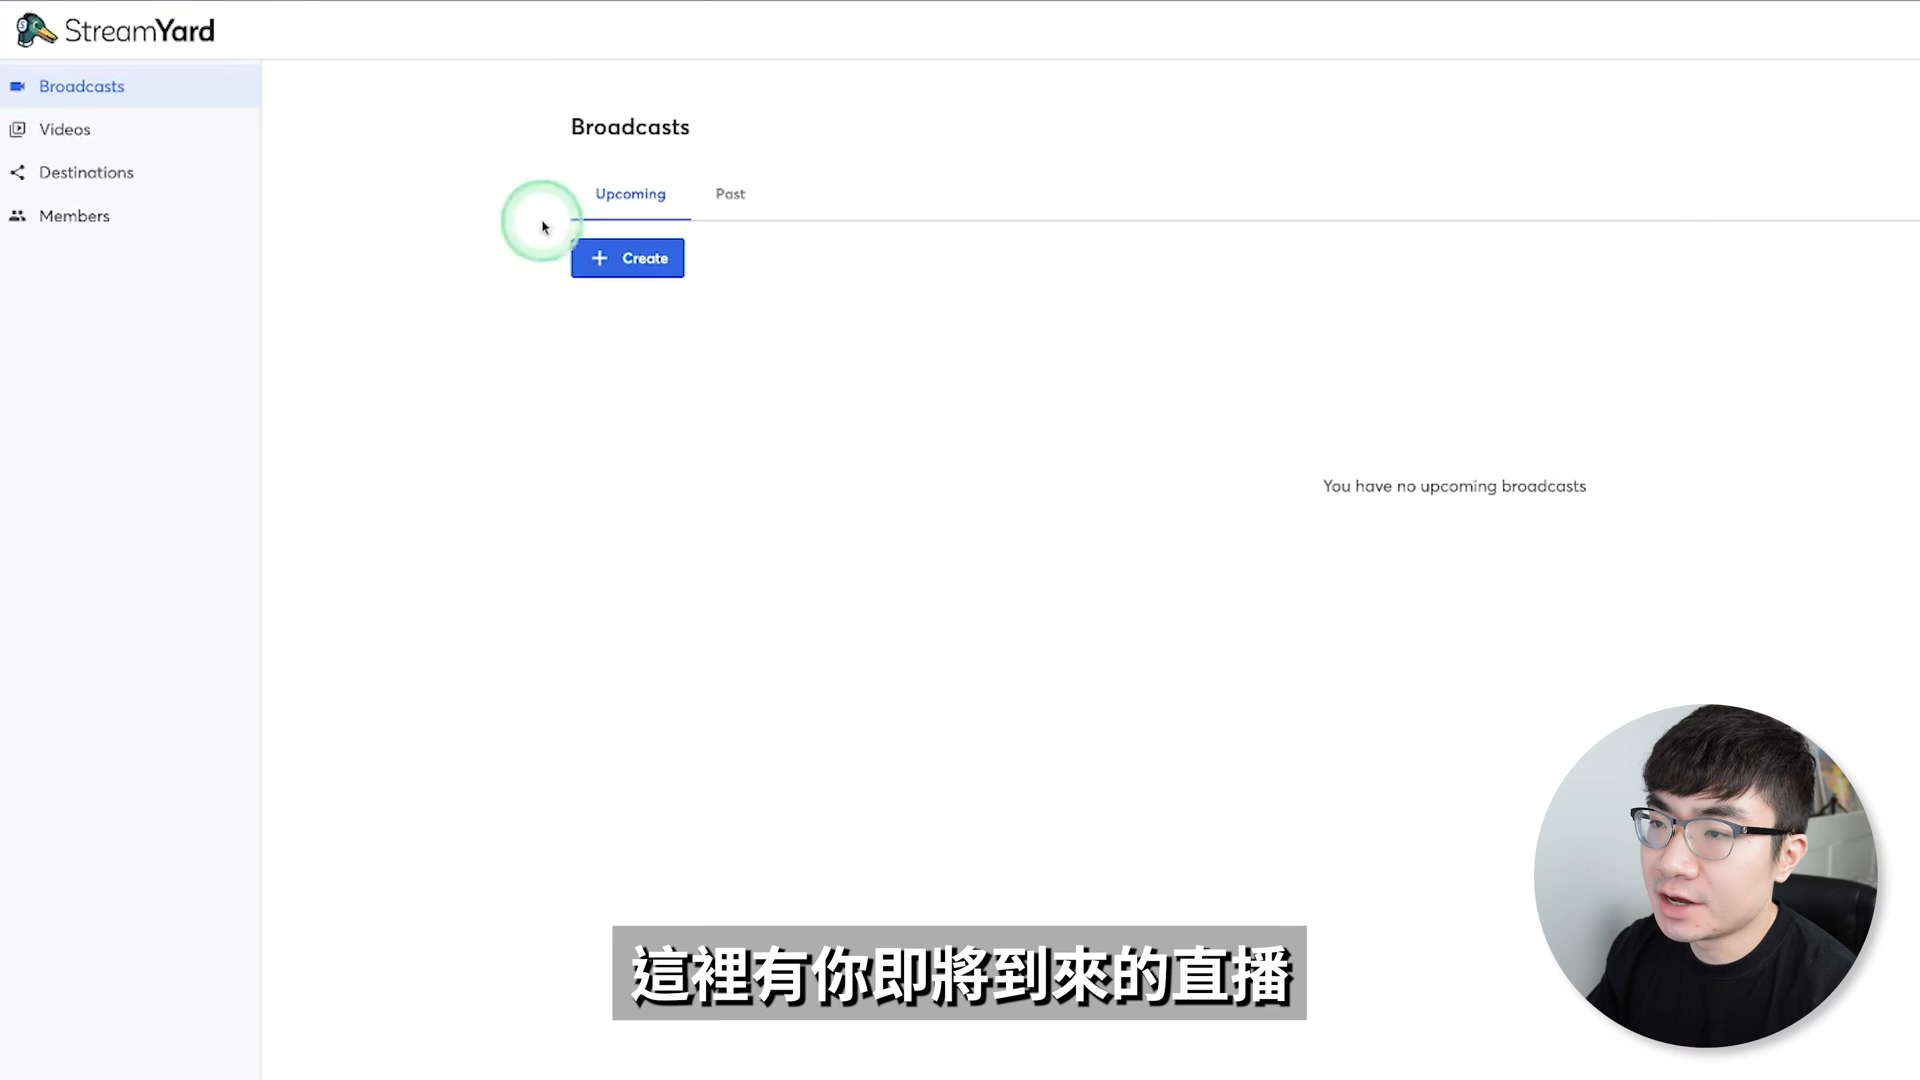 StreamYard
Broadcasts
Videos
Destinations
Members
Broadcasts
Upcoming
Past
Create
You have no upcoming broadcasts
這裡有你即將到來的直播